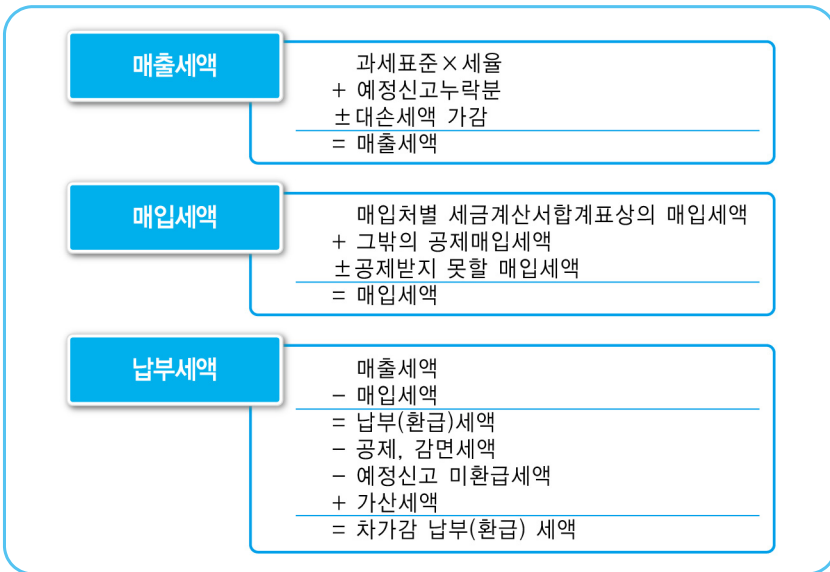 매출세액
과세표준×세율
+ 예정신고누락분
±대손세액 가감
= 매출세액
매입세액
매입처별 세금계산서합계표상의 매입세액
+ 그밖의 공제매입세액
±공제받지 못할 매입세액
= 매입세액
납부세액
매출세액
− 매입세액
= 납부(환급)세액
− 공제, 감면세액
− 예정신고 미환급세액
+ 가산세액
= 차가감 납부(환급) 세액